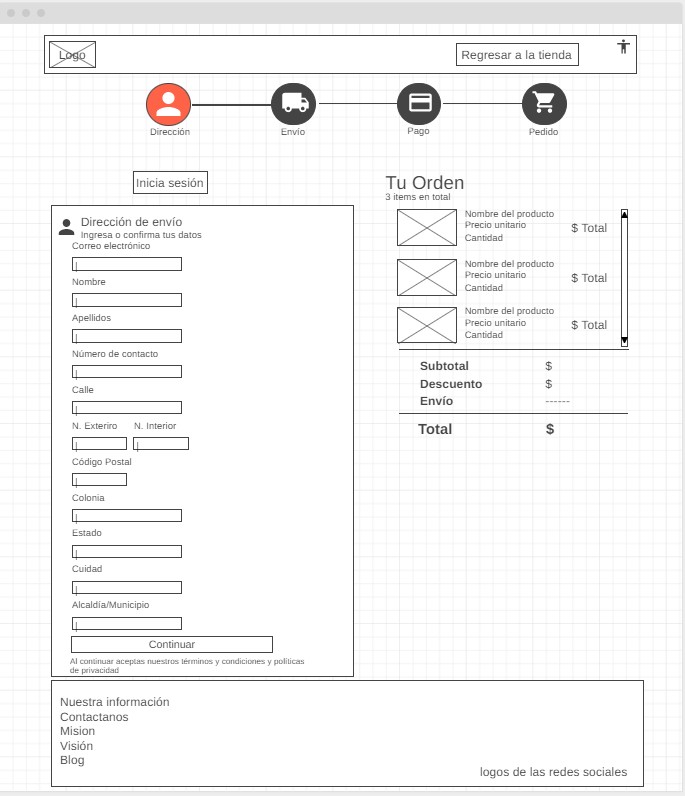 Logo
Regresar a la tienda
Dirección
Envío
Pago
Pedido
Inicia sesión
Dirección de envío
Ingresa o confirma tus datos
Correo electrónico
Nombre
Apellidos
Número de contacto
Calle
N. Exteriro N. Interior
Código Postal
Colonia
Estado
Cuidad
Alcaldía/Municipio
Continuar
Al continuar aceptas nuestros términos y condiciones y políticas
de privacidad
Tu Orden
3 items en total
Nombre del producto
Precio unitario
Cantidad
$ Total
Nombre del producto
Precio unitario
Cantidad
$ Total
Nombre del producto
Precio unitario
Cantidad
$ Total
Subtotal $
Descuento $
Envío ------
Total $
Nuestra información
Contactanos
Mision
Visión
Blog
logos de las redes sociales